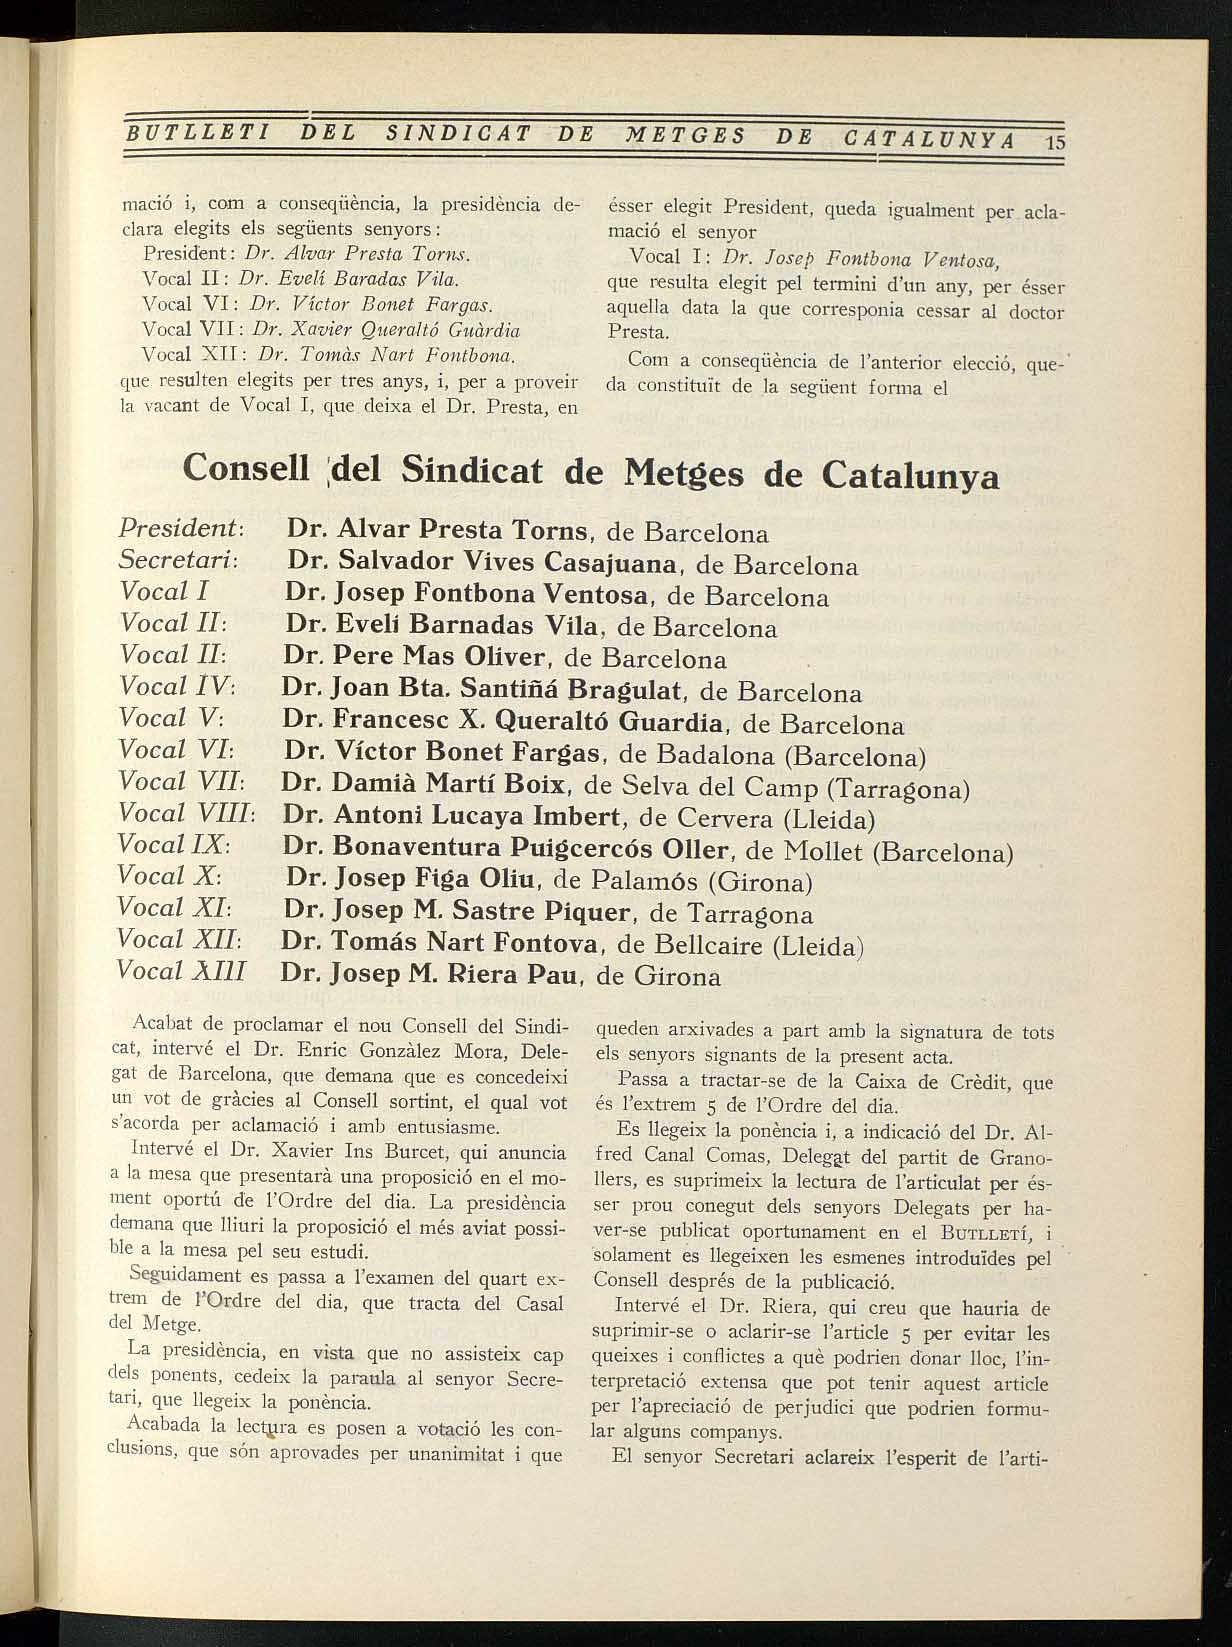 BUTLLETI DEL SINDICAT DE METGES DE CATALUNYA 15
mació i, com a conseqüència, la presidència de-
clara elegits els següents senyors:
President: Dr. Alvar Presta Torns.
Vocal II: Dr. Evelí Baradas Vila.
Vocal VI: Dr. Víctor Bonet Fargas.
Vocal VII: Dr. Xavier Queraltó Guàrdia
Vocal XII: Dr. Tomàs Nart Fontbona.
que resulten elegits per tres anys, i, per a proveir
la vacant de Vocal I, que deixa el Dr. Presta, en
ésser elegit President, queda igualment per acla-
mació el senyor
Vocal I: Dr. Josep Fontbona Ventosa,
que resulta elegit pel termini d'un any, per ésser
aquella data la que corresponia cessar al doctor
Presta.
Com a conseqüència de l'anterior elecció, que-
da constituït de la següent forma el
Consell del Sindicat de Metges de Catalunya
President: Dr. Alvar Presta Torns, de Barcelona
Secretari: Dr. Salvador Vives Casajuana, de Barcelona
Vocal I Dr. Josep Fontbona Ventosa, de Barcelona
Vocal II: Dr. Evelí Barnadas Vila, de Barcelona
Vocal II: Dr. Pere Mas Oliver, de Barcelona
Vocal IV: Dr. Joan Bta. Santiñá Bragulat, de Barcelona
Vocal V: Dr. Francesc X. Queraltó Guardia, de Barcelona
Vocal VI: Dr. Víctor Bonet Fargas, de Badalona (Barcelona)
Vocal VII: Dr. Damià Martí Boix, de Selva del Camp (Tarragona)
Vocal VIII: Dr. Antoni Lucaya Imbert, de Cervera (Lleida)
Vocal IX: Dr. Bonaventura Puigcercós Oller, de Mollet (Barcelona)
Vocal X: Dr. Josep Figa Oliu, de Palamós (Girona)
Vocal XI: Dr. Josep M. Sastre Piquer, de Tarragona
Vocal XII: Dr. Tomás Nart Fontova, de Bellcaire (Lleida)
Vocal XIII Dr. Josep M. Riera Pau, de Girona
Acabat de proclamar el nou Consell del Sindi-
cat, intervé el Dr. Enric Gonzàlez Mora, Dele-
gat de Barcelona, que demana que es concedeixi
un vot de gràcies al Consell sortint, el qual vot
s'acorda per aclamació i amb entusiasme.
Intervé el Dr. Xavier Ins Burcet, qui anuncia
a la mesa que presentarà una proposició en el mo-
ment oportú de l'Ordre del dia. La presidència
demana que lliuri la proposició el més aviat possi-
ble a la mesa pel seu estudi.
Seguidament es passa a l'examen del quart ex-
trem de l'Ordre del dia, que tracta del Casal
del Metge.
La presidència, en vista que no assisteix cap
dels ponents, cedeix la paraula al senyor Secre-
tari, que llegeix la ponència.
Acabada la lectura es posen a votació les con-
clusions, que són aprovades per unanimitat i que
queden arxivades a part amb la signatura de tots
els senyors signants de la present acta.
Passa a tractar-se de la Caixa de Crèdit, que
és l'extrem 5 de l'Ordre del dia.
Es llegeix la ponència i, a indicació del Dr. Al-
fred Canal Comas, Delegat del partit de Grano-
llers, es suprimeix la lectura de l'articulat per és-
ser prou conegut dels senyors Delegats per ha-
ver-se publicat oportunament en el BUTLLETÍ, i
solament es llegeixen les esmenes introduïdes pel
Consell després de la publicació.
Intervé el Dr. Riera, qui creu que hauria de
suprimir-se o aclarir-se l'article 5 per evitar les
queixes i conflictes a què podrien donar lloc, l'in-
terpretació extensa que pot tenir aquest article
per l'apreciació de perjudici que podrien formu-
lar alguns companys.
El senyor Secretari aclareix l'esperit de l'arti-